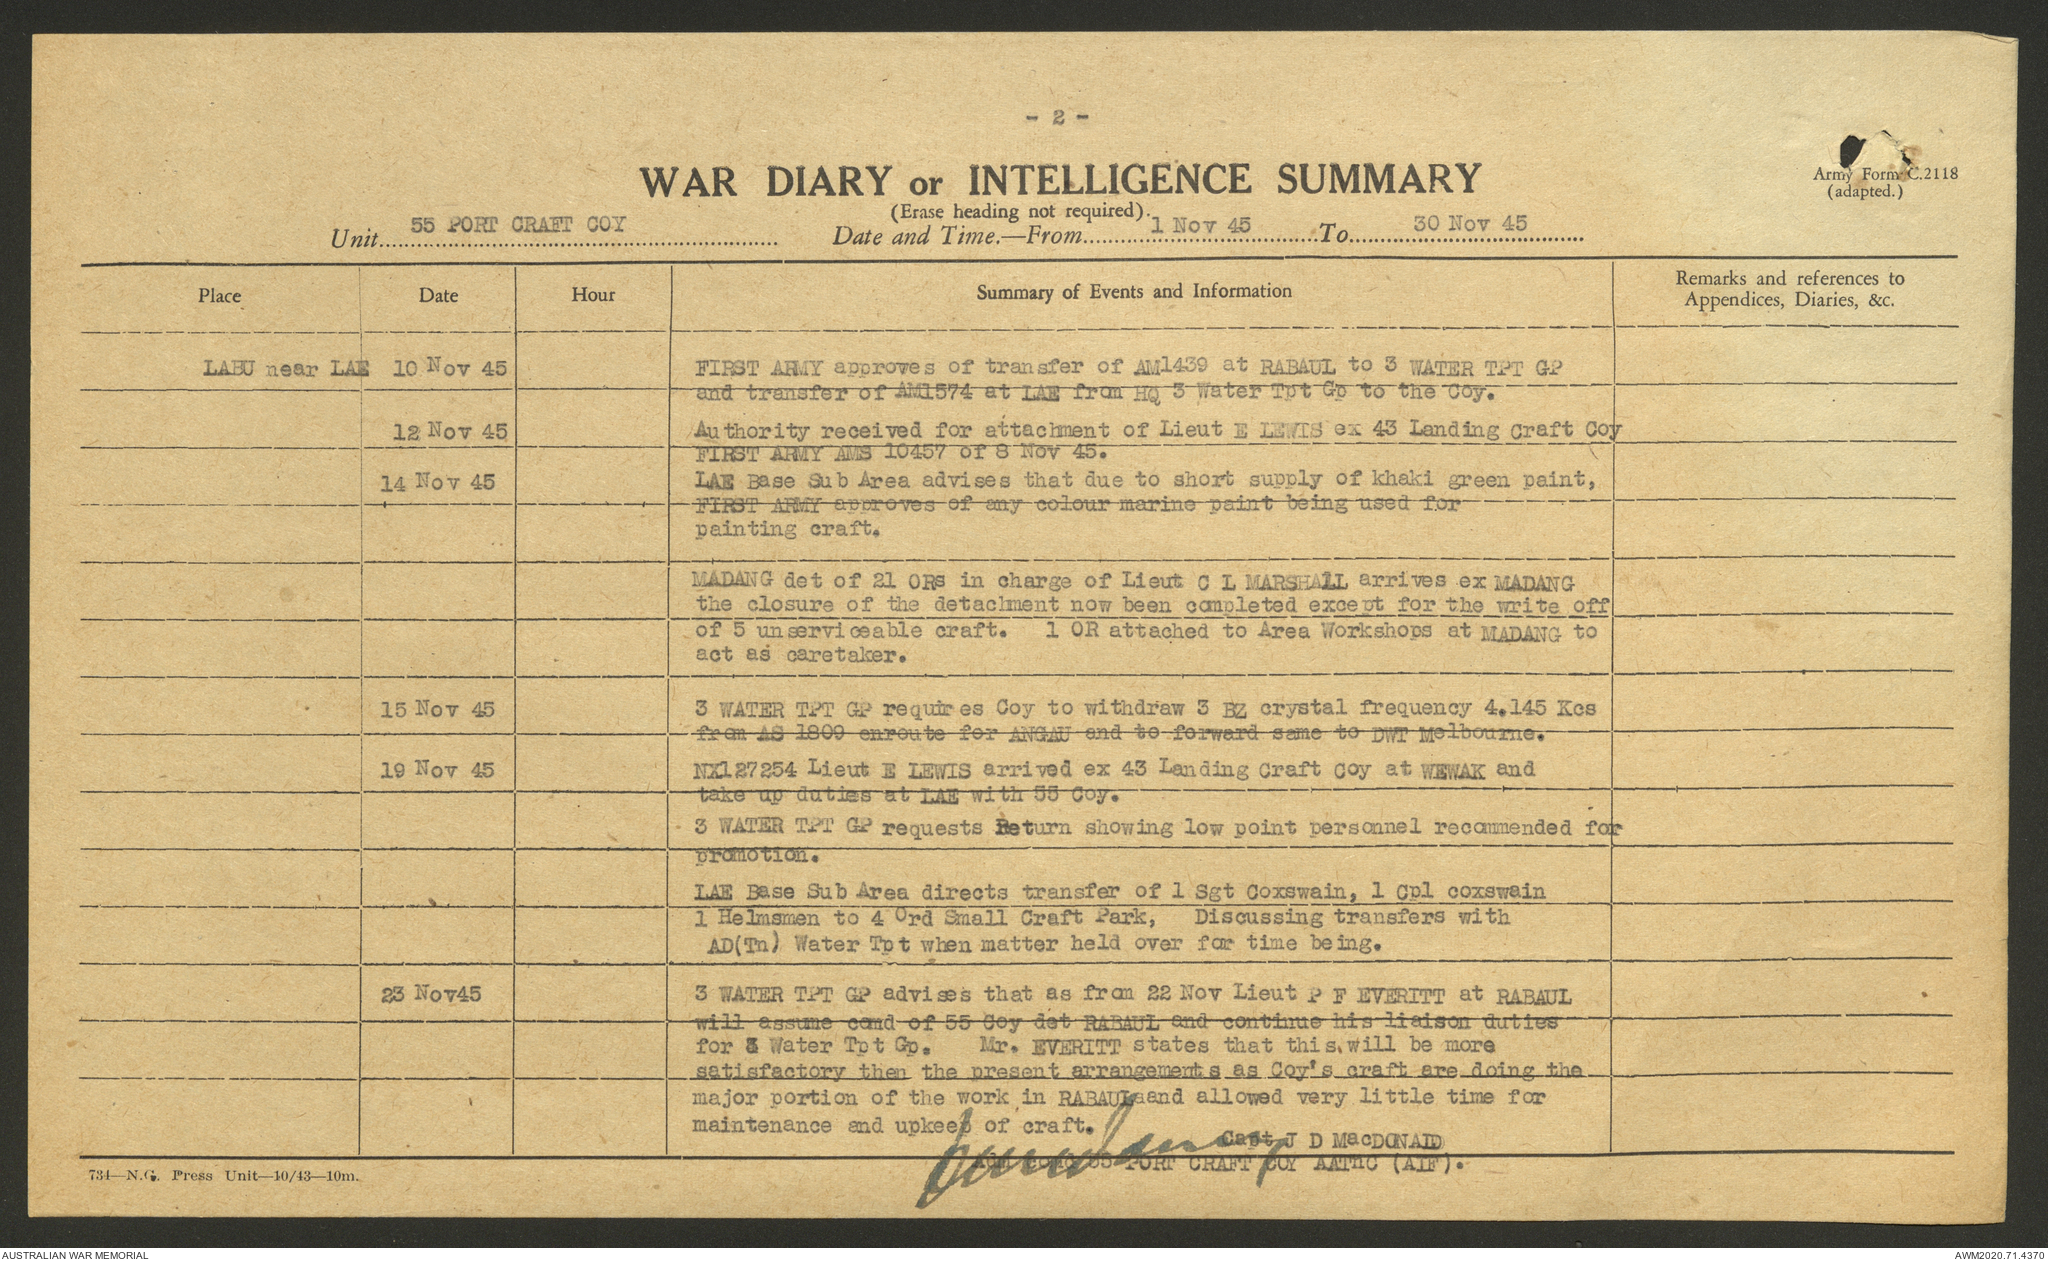 - 2 -
WAR DIARY or INTELLIGENCE SUMMARY
Army Form C.2118
(adapted.)
(Erase heading not required).
Unit 55 PORT CRAFT COY Date and Time.—From 1 Nov 45 To 30 Nov 45
Place Date Hour Summary of Events and Information Remarks and references to
Appendices, Diaries, &c.
LABU near LAE 10 Nov 45 FIRST ARMY approves of transfer of AM1439 at RABAUL to 3 WATER TPT GP
and transfer of AM1574 at LAE from HQ 3 Water Tpt Gp to the Coy.
12 Nov 45 Authority received for attachment of Lieut E LEWIS ex 43 Landing Craft Coy
FIRST ARMY AMS 10457 of 8 Nov 45.
14 Nov 45 LAE Base Sub Area advises that due to short supply of khaki green paint,
FIRST ARMY approves of any colour marine paint being used for
painting craft.
MADANG det of 21 ORs in charge of Lieut C L MARSHALL arrives ex MADANG
the closure of the detachment now been completed except for the write off
of 5 unserviceable craft. 1 OR attached to Area Workshops at MADANG to
act as caretaker.
15 Nov 45 3 WATER TPT GP requires Coy to withdraw 3 BZ crystal frequency 4.145 Kcs
from AS 1809 enroute for ANGAU and to forward same to DWT Melbourne.
19 Nov 45 NX127254 Lieut E LEWIS arrived ex 43 Landing Craft Coy at WEWAK and
take up duties at LAE with 55 Coy.
3 WATER TPT GP requests Return showing low point personnel recommended for
promotion.
LAE Base Sub Area directs transfer of 1 Sgt Coxswain, 1 Cpl coxswain
1 Helmsmen to 4 Ord Small Craft Park, Discussing transfers with
AD(Tn) Water Tpt when matter held over for time being.
23 Nov45 3 WATER TPT GP advises that as from 22 Nov Lieut P F EVERITT at RABAUL
will assume comd of 55 Coy det RABAUL and continue his liaison duties
for 3 Water Tpt Gp. Mr. EVERITT states that this will be more
satisfactory then the present arrangements as Coy's craft are doing the
major portion of the work in RABAUL and allowed very little time for
maintenance and upkeep of craft.
Capt J D MacDONALD
55 PORT CRAFT COY AATnC (AIF).
734—N.G. Press Unit—10/43—10m.
AUSTRALIAN WAR MEMORIAL
AWM2020.71.4370